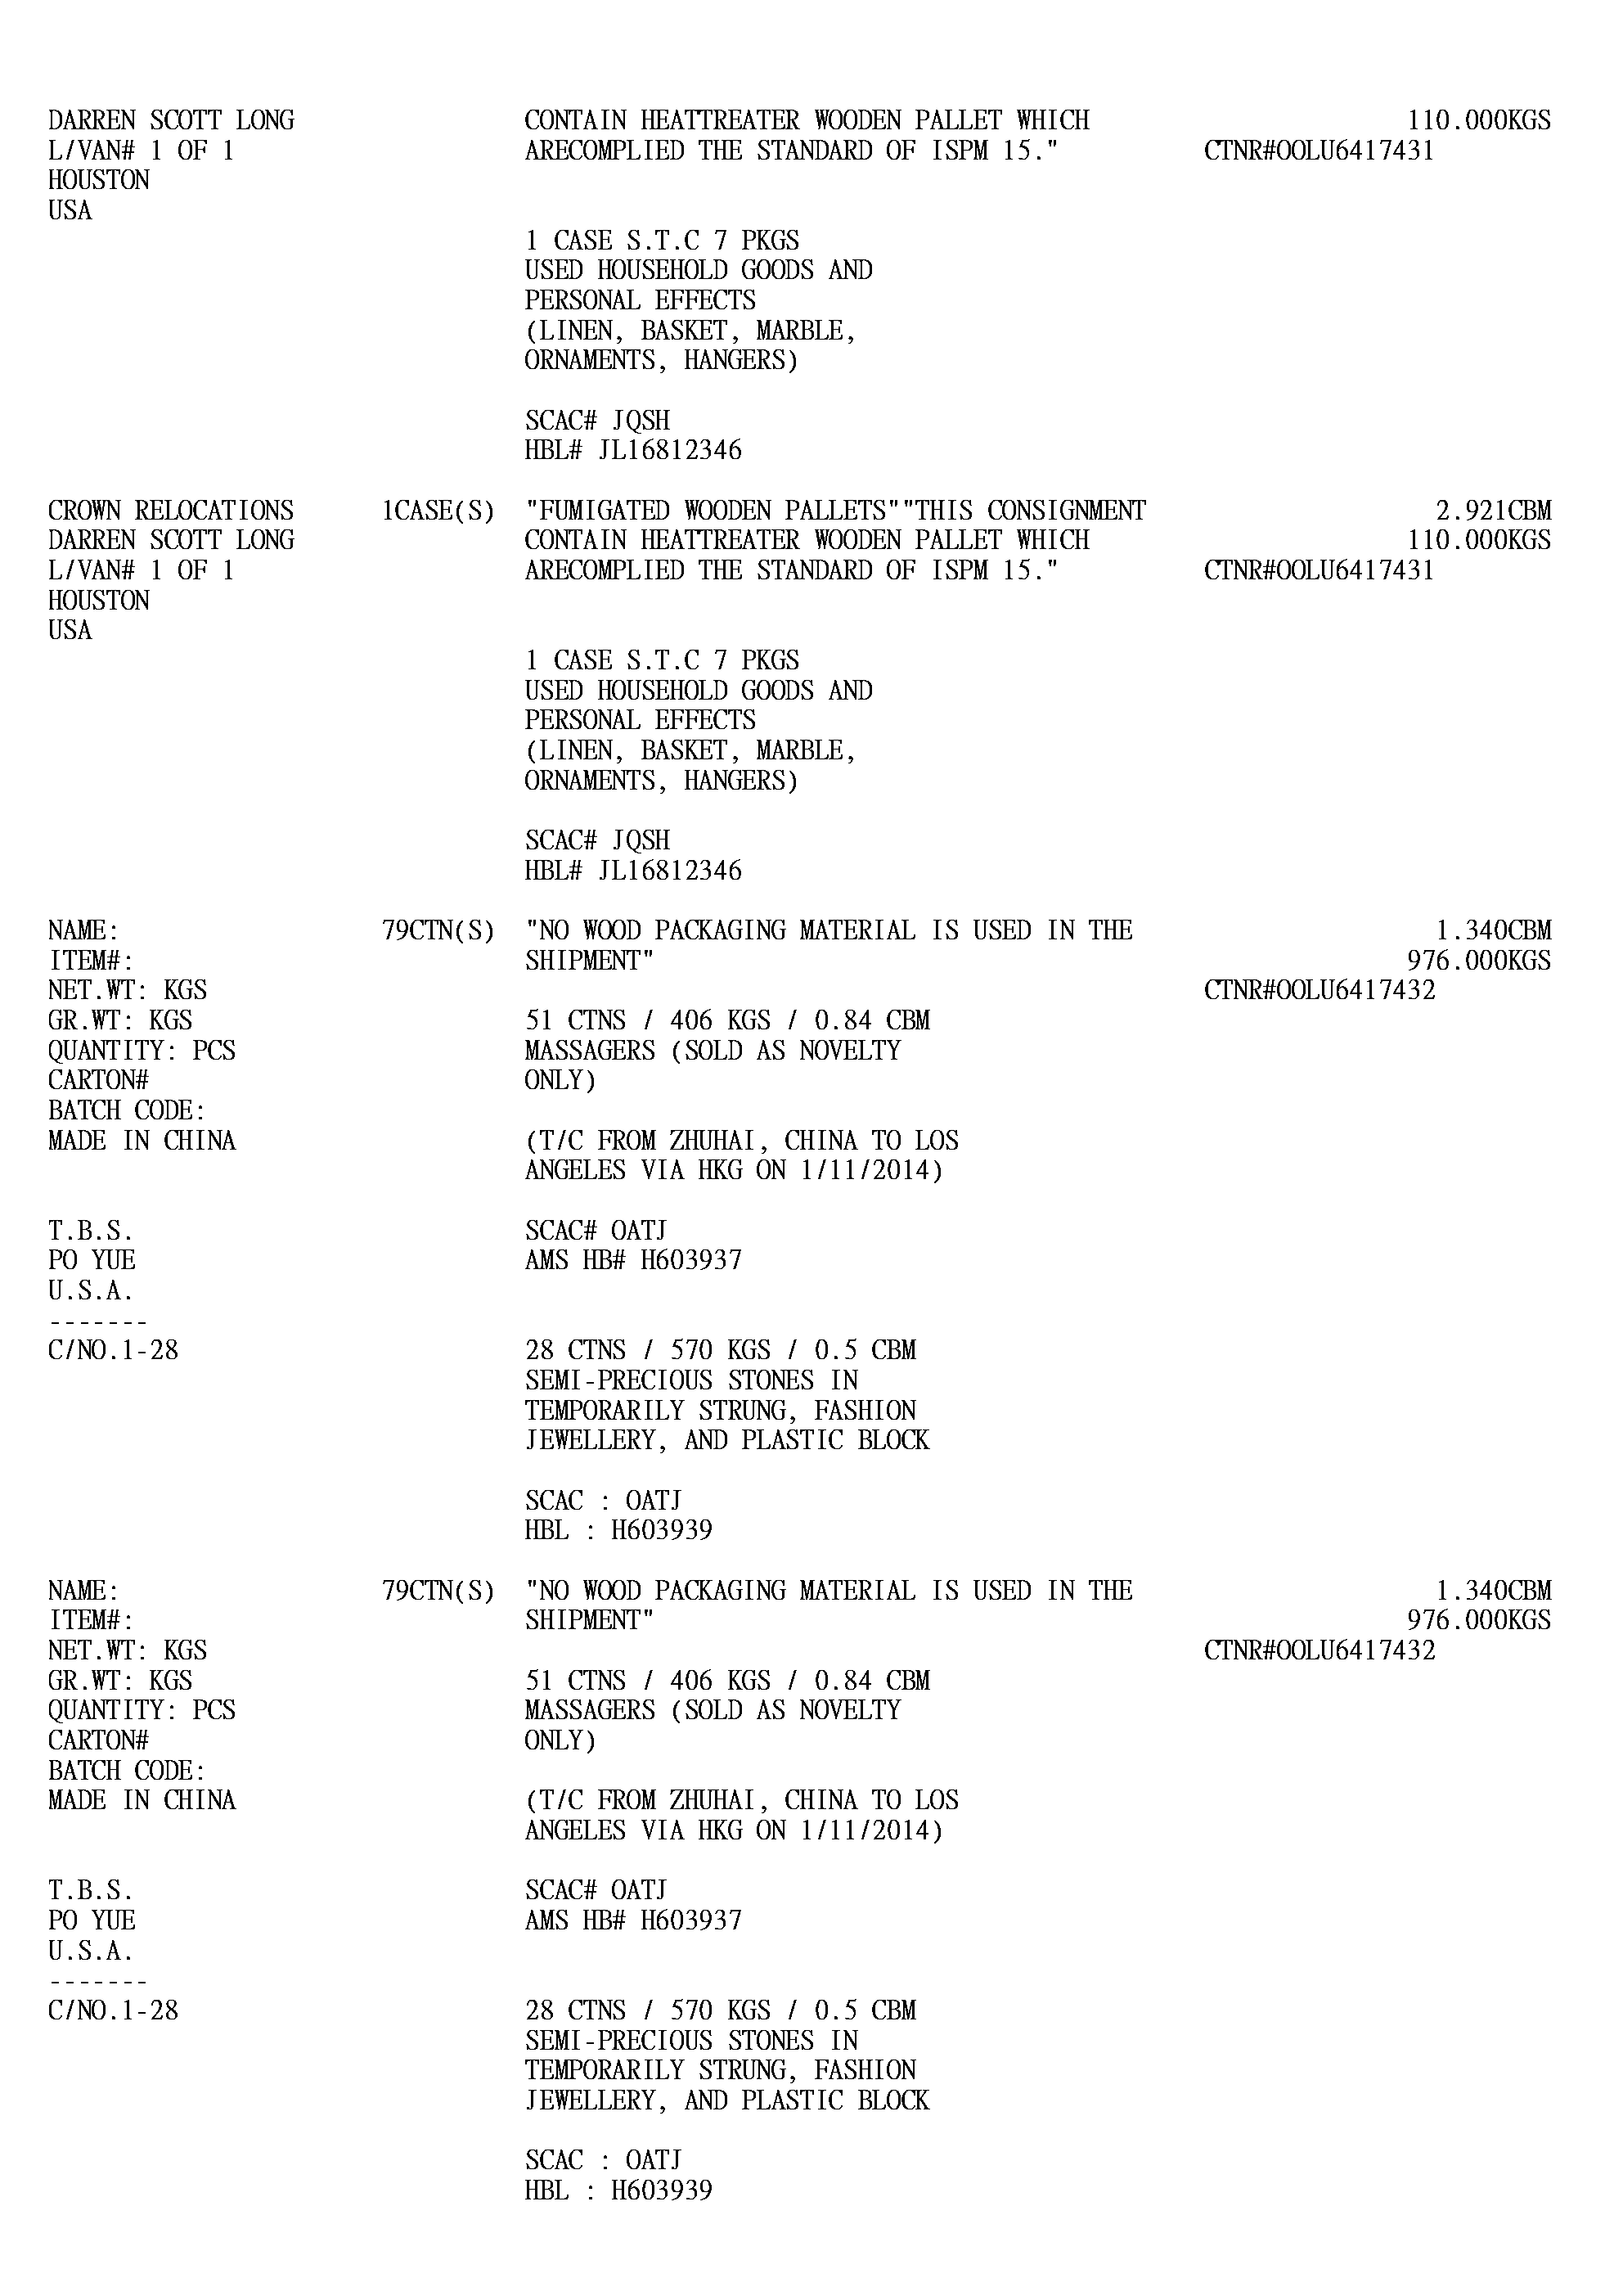 DARREN SCOTT LONG CONTAIN HEATTREATER WOODEN PALLET WHICH 110.000KGS
L/VAN# 1 OF 1 ARECOMPLIED THE STANDARD OF ISPM 15." CTNR#OOLU6417431
HOUSTON
USA
1 CASE S.T.C 7 PKGS
USED HOUSEHOLD GOODS AND
PERSONAL EFFECTS
(LINEN, BASKET, MARBLE,
ORNAMENTS, HANGERS)
SCAC# JQSH
HBL# JL16812346
CROWN RELOCATIONS 1CASE(S) "FUMIGATED WOODEN PALLETS""THIS CONSIGNMENT 2.921CBM
DARREN SCOTT LONG CONTAIN HEATTREATER WOODEN PALLET WHICH 110.000KGS
L/VAN# 1 OF 1 ARECOMPLIED THE STANDARD OF ISPM 15." CTNR#OOLU6417431
HOUSTON
USA
1 CASE S.T.C 7 PKGS
USED HOUSEHOLD GOODS AND
PERSONAL EFFECTS
(LINEN, BASKET, MARBLE,
ORNAMENTS, HANGERS)
SCAC# JQSH
HBL# JL16812346
NAME: 79CTN(S) "NO WOOD PACKAGING MATERIAL IS USED IN THE 1.340CBM
ITEM#: SHIPMENT" 976.000KGS
NET.WT: KGS CTNR#OOLU6417432
GR.WT: KGS 51 CTNS / 406 KGS / 0.84 CBM
QUANTITY: PCS MASSAGERS (SOLD AS NOVELTY
CARTON# ONLY)
BATCH CODE:
MADE IN CHINA (T/C FROM ZHUHAI, CHINA TO LOS
ANGELES VIA HKG ON 1/11/2014)
T.B.S. SCAC# OATJ
PO YUE AMS HB# H603937
U.S.A.
-------
C/NO.1-28 28 CTNS / 570 KGS / 0.5 CBM
SEMI-PRECIOUS STONES IN
TEMPORARILY STRUNG, FASHION
JEWELLERY, AND PLASTIC BLOCK
SCAC : OATJ
HBL : H603939
NAME: 79CTN(S) "NO WOOD PACKAGING MATERIAL IS USED IN THE 1.340CBM
ITEM#: SHIPMENT" 976.000KGS
NET.WT: KGS CTNR#OOLU6417432
GR.WT: KGS 51 CTNS / 406 KGS / 0.84 CBM
QUANTITY: PCS MASSAGERS (SOLD AS NOVELTY
CARTON# ONLY)
BATCH CODE:
MADE IN CHINA (T/C FROM ZHUHAI, CHINA TO LOS
ANGELES VIA HKG ON 1/11/2014)
T.B.S. SCAC# OATJ
PO YUE AMS HB# H603937
U.S.A.
-------
C/NO.1-28 28 CTNS / 570 KGS / 0.5 CBM
SEMI-PRECIOUS STONES IN
TEMPORARILY STRUNG, FASHION
JEWELLERY, AND PLASTIC BLOCK
SCAC : OATJ
HBL : H603939